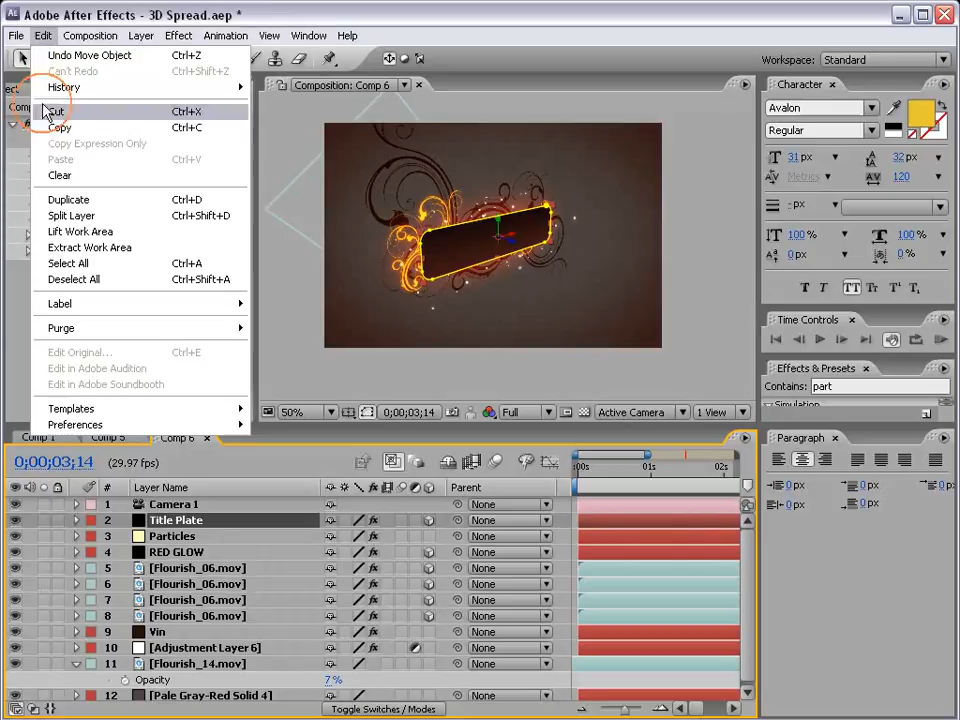 Adobe After Effects - 3D Spread.aep *
File Edit Composition Layer Effect Animation View Window Help
Workspace: Standard
Undo Move Object Ctrl+Z
Can't Redo Ctrl+Shift+Z
History
Cut Ctrl+X
Copy Ctrl+C
Copy Expression Only
Paste Ctrl+V
Clear
Duplicate Ctrl+D
Split Layer Ctrl+Shift+D
Lift Work Area
Extract Work Area
Select All Ctrl+A
Deselect All Ctrl+Shift+A
Label
Purge
Edit Original... Ctrl+E
Edit in Adobe Audition
Edit in Adobe Soundbooth
Templates
Preferences
Composition: Comp 6
50% 0;00;03;14 Full Active Camera 1 View
Character
Avalon
Regular
31 px 32 px
Metrics 120
- px
100 % 100 %
0 px 0 %
T T TT Tr T¹ T₁
Time Controls
Effects & Presets
Contains: part
Simulation
Paragraph
0 px 0 px 0 px
0 px 0 px
Comp 1 Comp 5 Comp 6
0;00;03;14 (29.97 fps)
:00s 01s 02s
# Layer Name Parent
1 Camera 1 None
2 Title Plate None
3 Particles None
4 RED GLOW None
5 [Flourish_06.mov] None
6 [Flourish_06.mov] None
7 [Flourish_06.mov] None
8 [Flourish_06.mov] None
9 Vin None
10 [Adjustment Layer 6] None
11 [Flourish_14.mov] None
Opacity 7 %
12 [Pale Gray-Red Solid 4] None
Toggle Switches / Modes